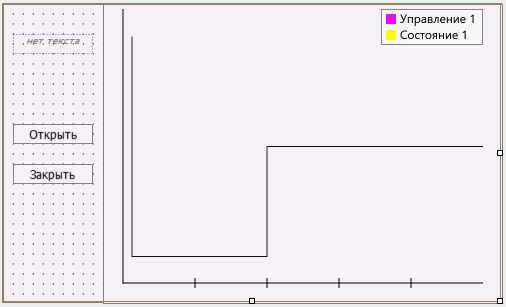 Управление 1
Состояние 1
нет текста
Открыть
Закрыть